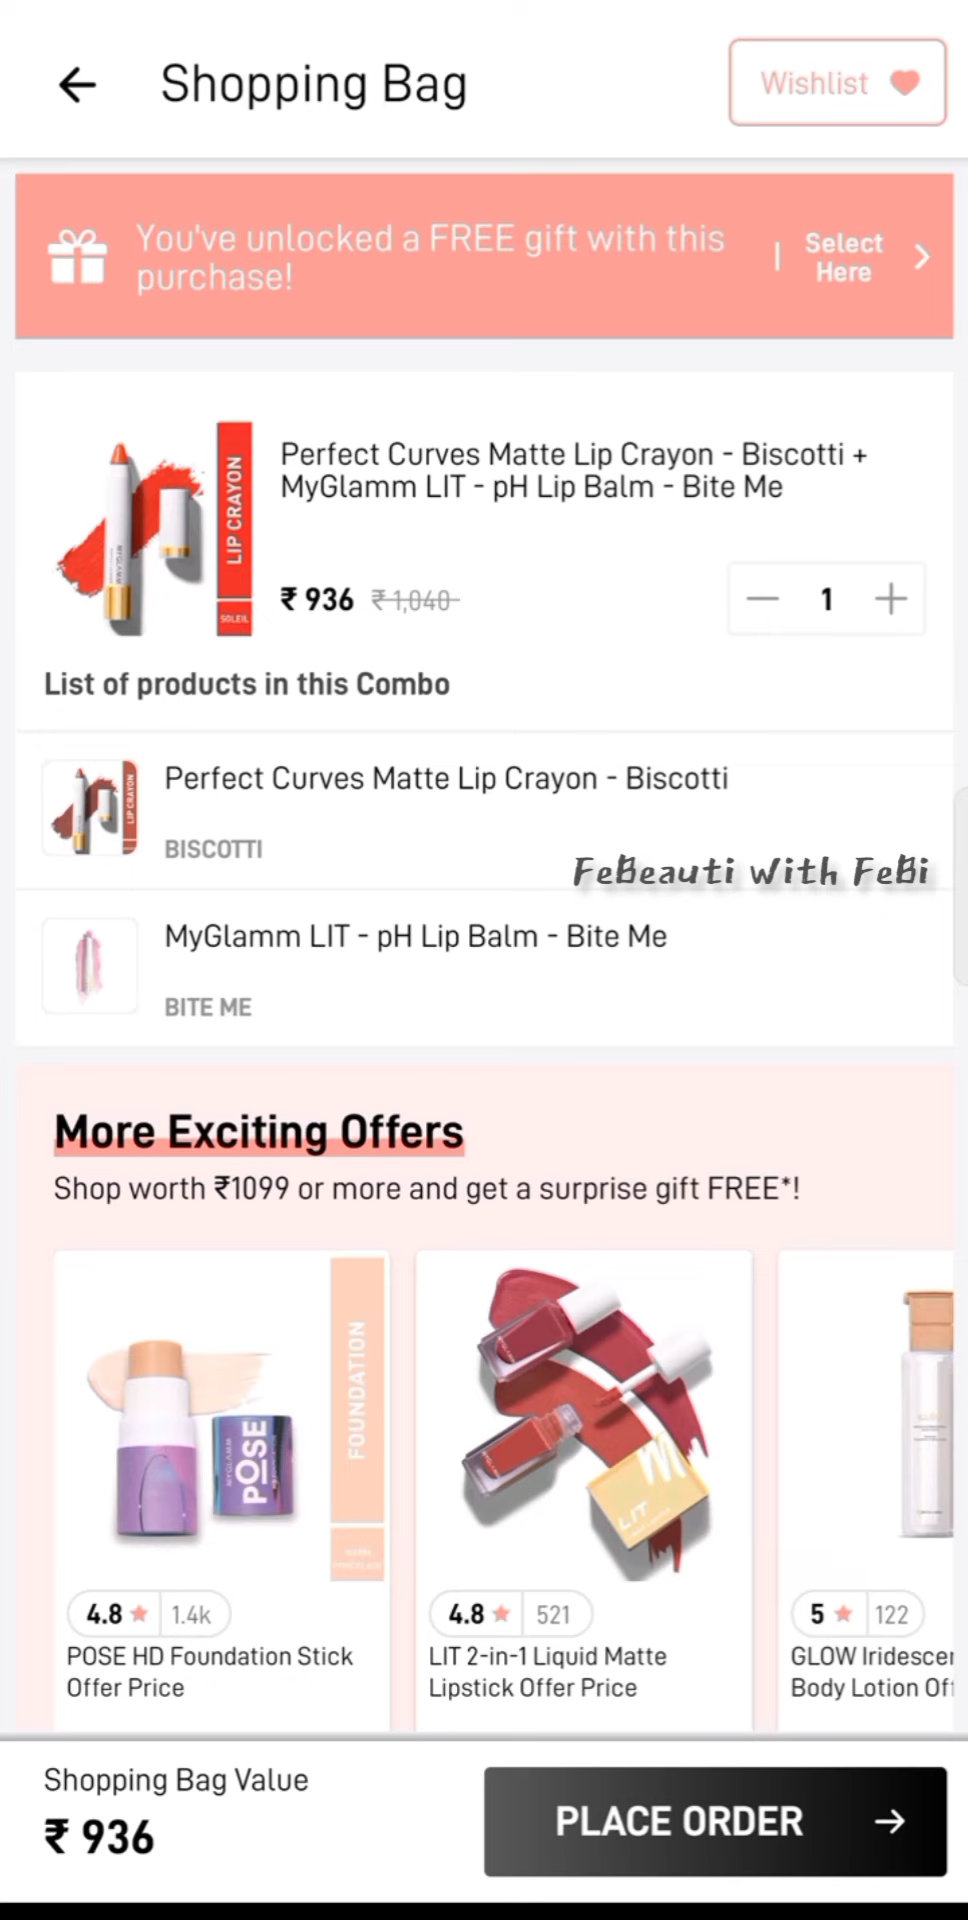 Shopping Bag
Wishlist
You've unlocked a FREE gift with this
purchase!
|
Select
Here
LIP CRAYON
SOLEIL
Perfect Curves Matte Lip Crayon - Biscotti +
MyGlamm LIT - pH Lip Balm - Bite Me
₹ 936 ₹ 1,040
1
List of products in this Combo
LIP CRAYON
Perfect Curves Matte Lip Crayon - Biscotti
BISCOTTI
FeBeauti with FeBi
MyGlamm LIT - pH Lip Balm - Bite Me
BITE ME
More Exciting Offers
Shop worth ₹1099 or more and get a surprise gift FREE*!
FOUNDATION
MYGLAMM
POSE
LIT
4.8 1.4k
POSE HD Foundation Stick
Offer Price
4.8 521
LIT 2-in-1 Liquid Matte
Lipstick Offer Price
5 122
GLOW Iridescen
Body Lotion Of
Shopping Bag Value
₹ 936
PLACE ORDER